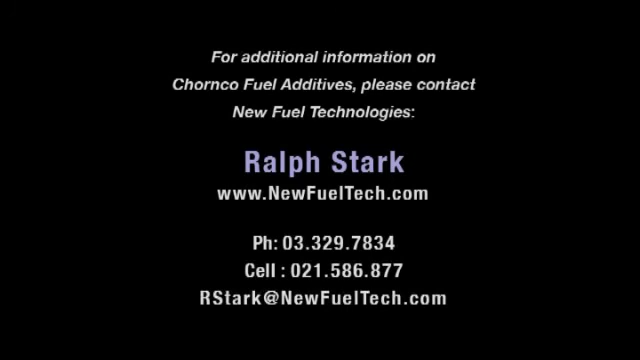 For additional information on
Chornco Fuel Additives, please contact
New Fuel Technologies:
Ralph Stark
www.NewFuelTech.com
Ph: 03.329.7834
Cell : 021.586.877
RStark@NewFuelTech.com